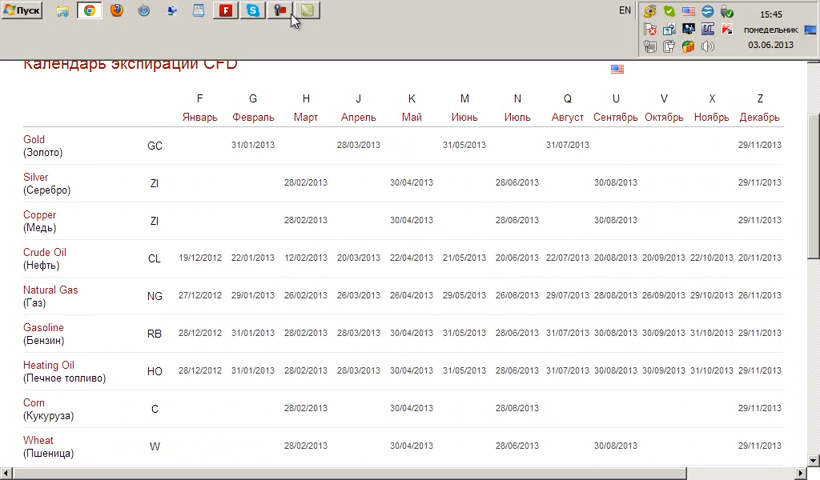 Пуск
EN
15:45
понедельник
03.06.2013
Календарь экспирации CFD
F G H J K M N Q U V X Z
Январь Февраль Март Апрель Май Июнь Июль Август Сентябрь Октябрь Ноябрь Декабрь
Gold
(Золото)
GC 31/01/2013 28/03/2013 31/05/2013 31/07/2013 29/11/2013
Silver
(Серебро)
ZI 28/02/2013 30/04/2013 28/06/2013 30/08/2013 29/11/2013
Copper
(Медь)
ZI 28/02/2013 30/04/2013 28/06/2013 30/08/2013 29/11/2013
Crude Oil
(Нефть)
CL 19/12/2012 22/01/2013 12/02/2013 20/03/2013 22/04/2013 21/05/2013 20/06/2013 22/07/2013 20/08/2013 20/09/2013 22/10/2013 20/11/2013
Natural Gas
(Газ)
NG 27/12/2012 29/01/2013 26/02/2013 26/03/2013 26/04/2013 29/05/2013 26/06/2013 29/07/2013 28/08/2013 26/09/2013 29/10/2013 26/11/2013
Gasoline
(Бензин)
RB 28/12/2012 31/01/2013 28/02/2013 28/03/2013 30/04/2013 31/05/2013 28/06/2013 31/07/2013 30/08/2013 30/09/2013 31/10/2013 29/11/2013
Heating Oil
(Печное топливо)
HO 28/12/2012 31/01/2013 28/02/2013 28/03/2013 30/04/2013 31/05/2013 28/06/2013 31/07/2013 30/08/2013 30/09/2013 31/10/2013 29/11/2013
Corn
(Кукуруза)
C 28/02/2013 30/04/2013 28/06/2013 29/11/2013
Wheat
(Пшеница)
W 28/02/2013 30/04/2013 28/06/2013 30/08/2013 29/11/2013